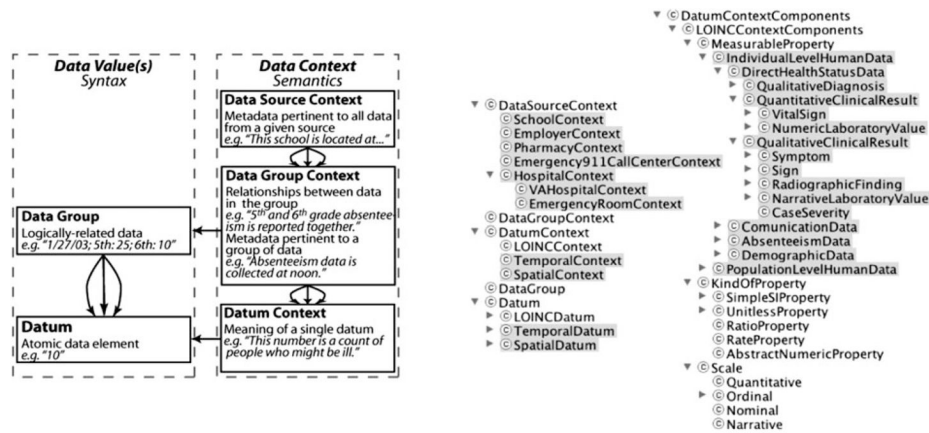 Data Value(s)
Syntax
Data Context
Semantics
Data Source Context
Metadata pertinent to all data
from a given source
e.g. "This school is located at..."
Data Group Context
Relationships between data
in the group
e.g. "5th and 6th grade absentee
ism is reported together."
Metadata pertinent to a
group of data
e.g. "Absenteeism data is
collected at noon."
Data Group
Logically-related data
e.g. "1/27/03; 5th: 25; 6th: 10"
Datum
Atomic data element
e.g. "10"
Datum Context
Meaning of a single datum
e.g. "This number is a count of
people who might be ill."
DataSourceContext
SchoolContext
EmployerContext
PharmacyContext
Emergency911CallCenterContext
HospitalContext
VAHospitalContext
EmergencyRoomContext
DataGroupContext
DatumContext
LOINCContext
TemporalContext
SpatialContext
DataGroup
Datum
LOINCDatum
TemporalDatum
SpatialDatum
DatumContextComponents
LOINCContextComponents
MeasurableProperty
IndividualLevelHumanData
DirectHealthStatusData
QualitativeDiagnosis
QuantitativeClinicalResult
VitalSign
NumericLaboratoryValue
QualitativeClinicalResult
Symptom
Sign
RadiographicFinding
NarrativeLaboratoryValue
CaseSeverity
ComunicationData
AbsenteeismData
DemographicData
PopulationLevelHumanData
KindOfProperty
SimpleSIProperty
UnitlessProperty
RatioProperty
RateProperty
AbstractNumericProperty
Scale
Quantitative
Ordinal
Nominal
Narrative